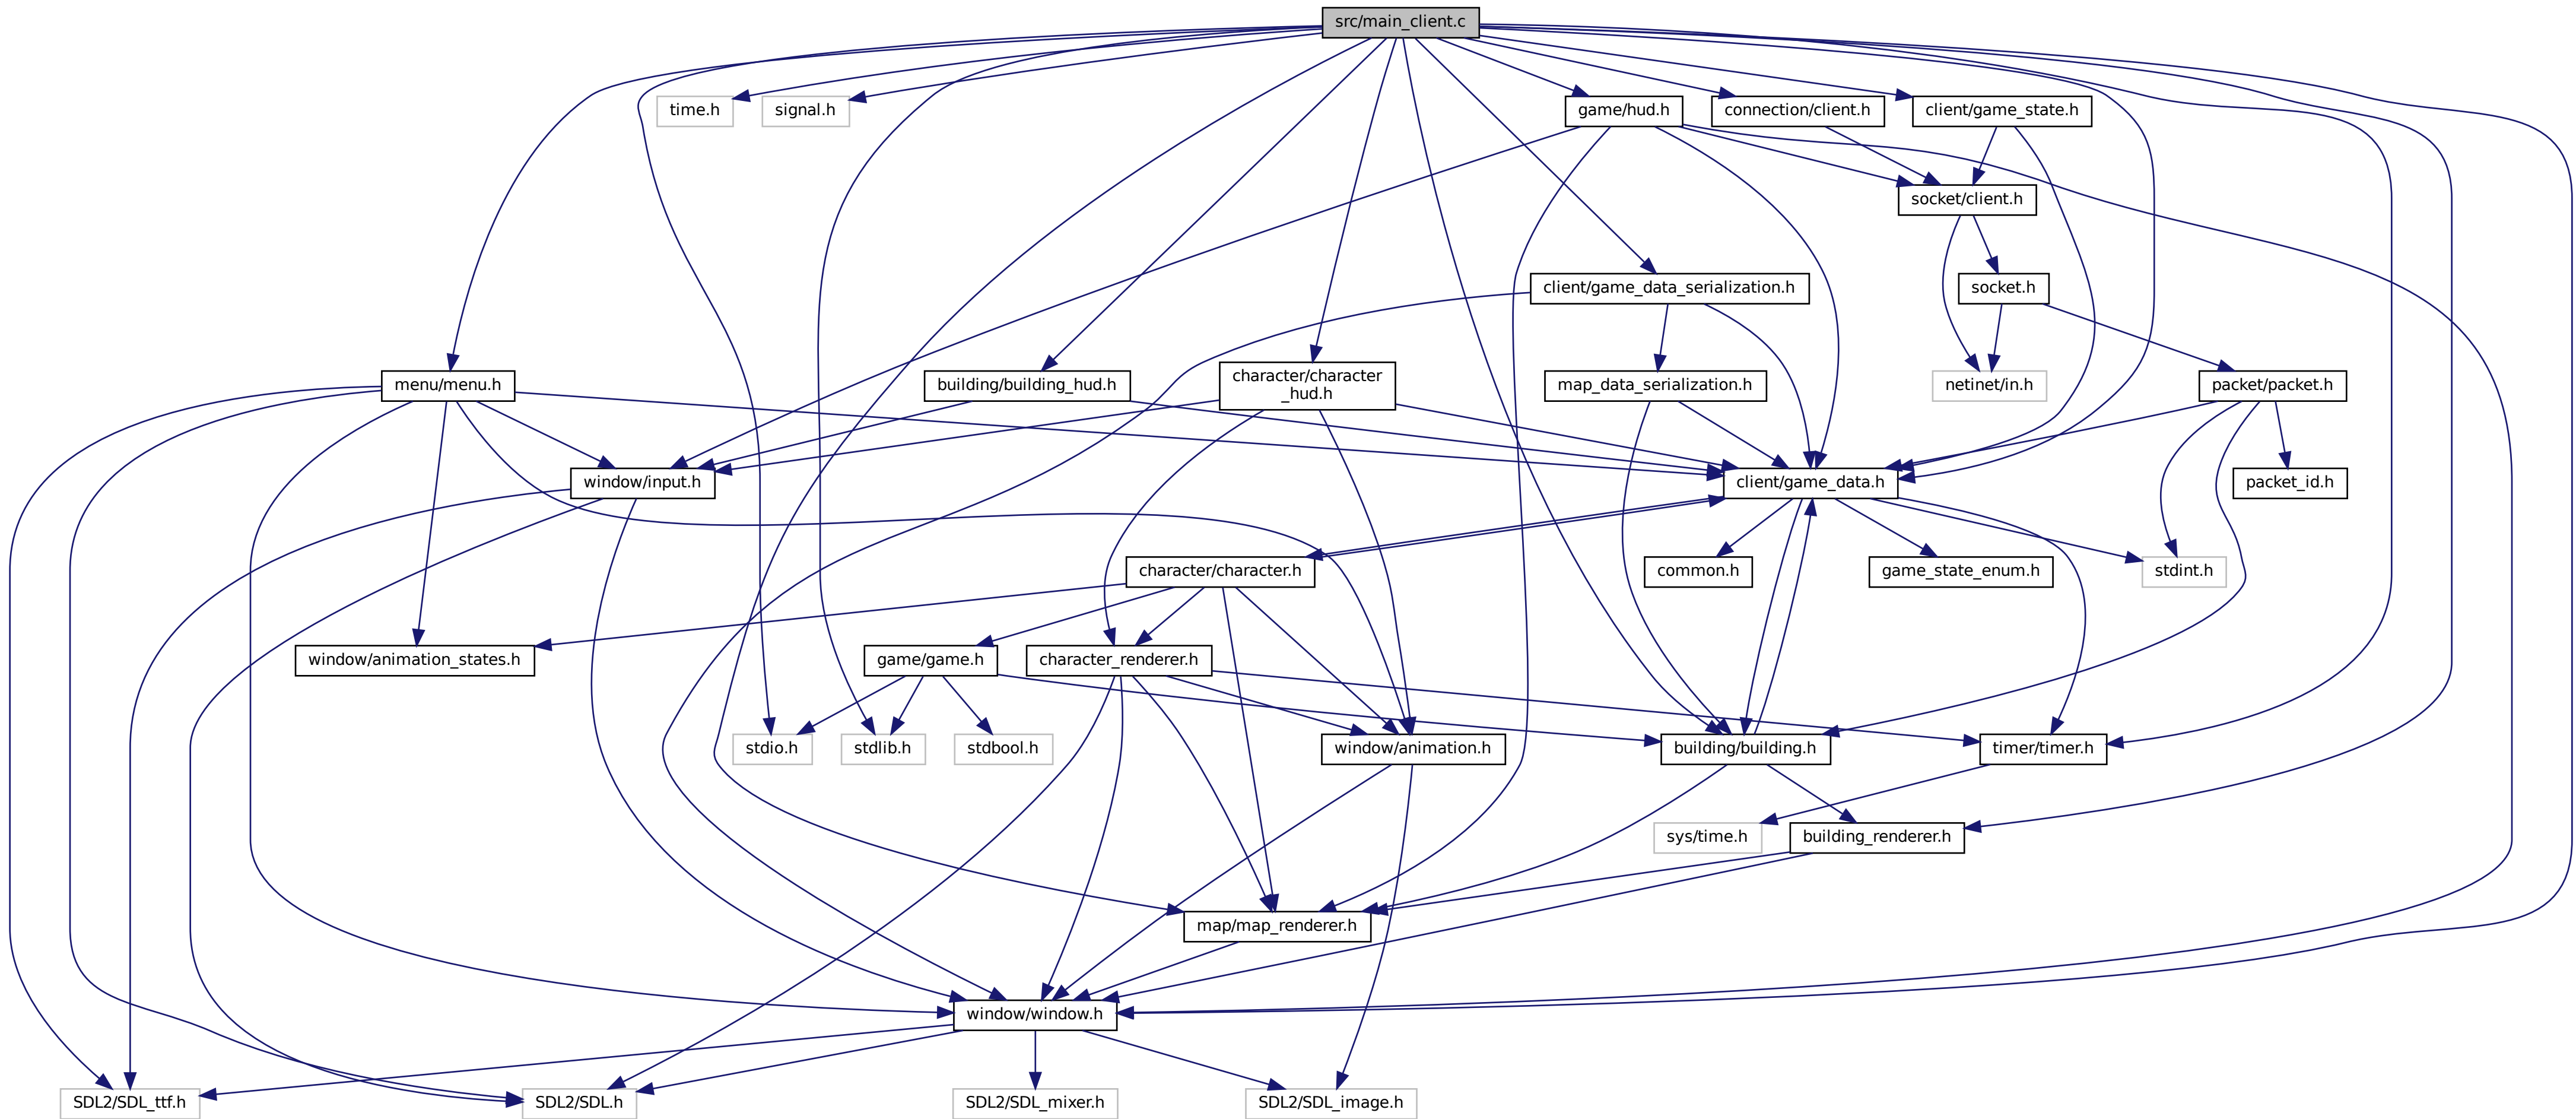 src/main_client.c
time.h
signal.h
game/hud.h
connection/client.h
client/game_state.h
socket/client.h
client/game_data_serialization.h
socket.h
menu/menu.h
building/building_hud.h
character/character
_hud.h
map_data_serialization.h
netinet/in.h
packet/packet.h
window/input.h
client/game_data.h
packet_id.h
character/character.h
common.h
game_state_enum.h
stdint.h
window/animation_states.h
game/game.h
character_renderer.h
stdio.h
stdlib.h
stdbool.h
window/animation.h
building/building.h
timer/timer.h
sys/time.h
building_renderer.h
map/map_renderer.h
window/window.h
SDL2/SDL_ttf.h
SDL2/SDL.h
SDL2/SDL_mixer.h
SDL2/SDL_image.h